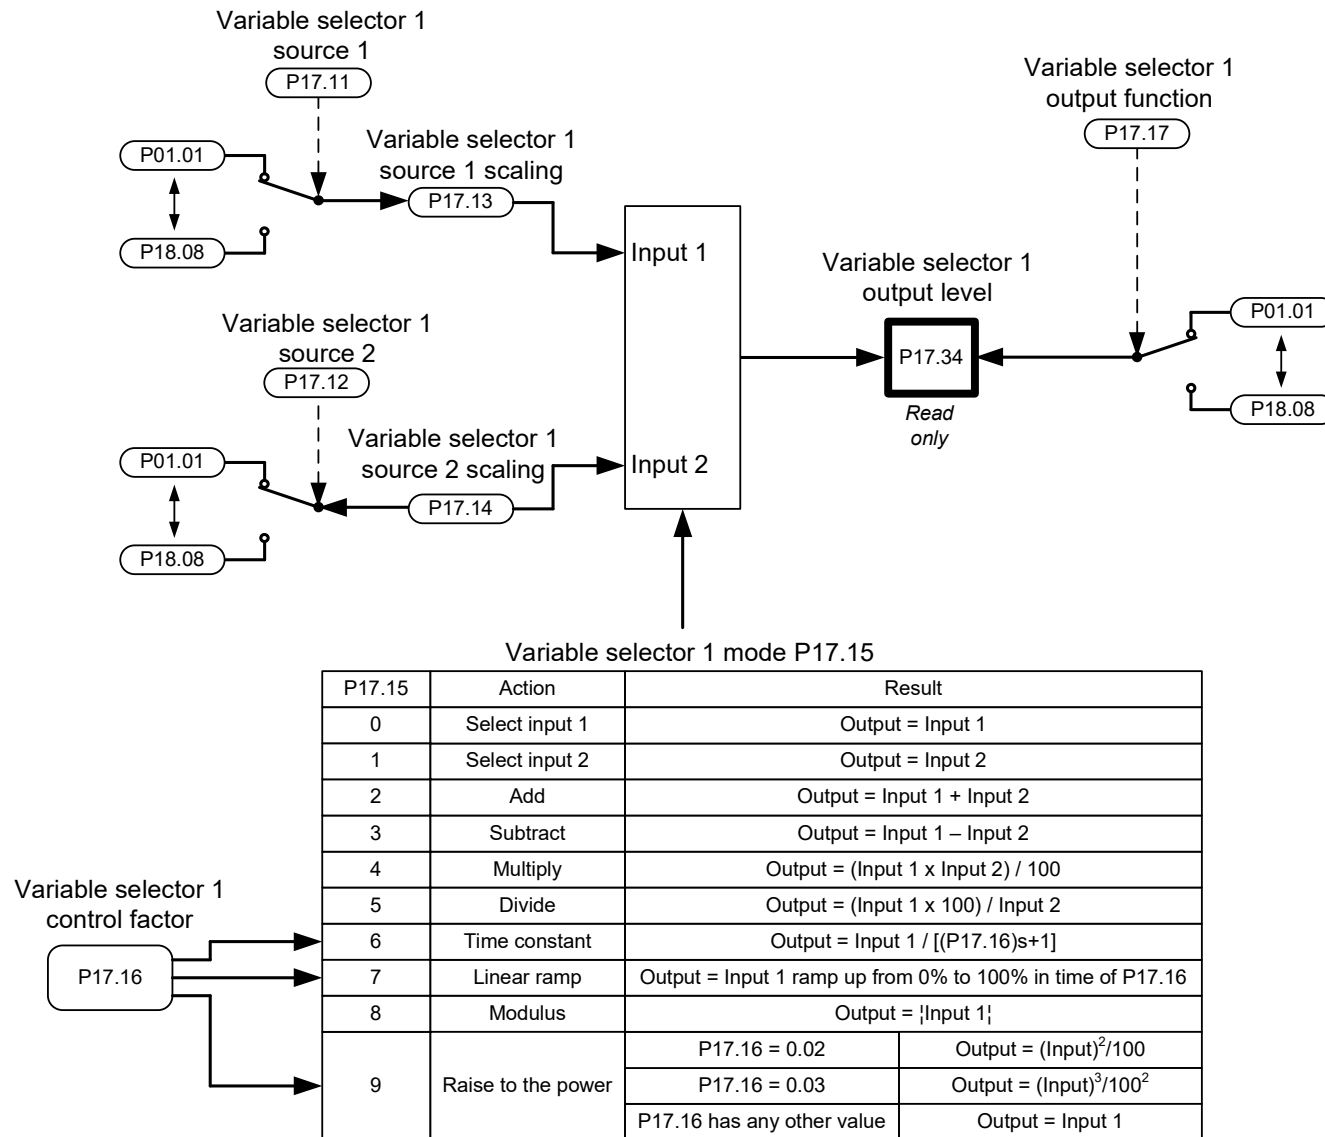 Variable selector 1
source 1
P17.11
Variable selector 1
output function
P17.17
P01.01
Variable selector 1
source 1 scaling
P17.13
P18.08
Input 1
Variable selector 1
output level
P17.34
Read
only
P01.01
P18.08
Variable selector 1
source 2
P17.12
P01.01
Variable selector 1
source 2 scaling
P17.14
P18.08
Input 2
Variable selector 1 mode P17.15
P17.15 Action Result
0 Select input 1 Output = Input 1
1 Select input 2 Output = Input 2
2 Add Output = Input 1 + Input 2
3 Subtract Output = Input 1 – Input 2
4 Multiply Output = (Input 1 x Input 2) / 100
5 Divide Output = (Input 1 x 100) / Input 2
6 Time constant Output = Input 1 / [(P17.16)s+1]
7 Linear ramp Output = Input 1 ramp up from 0% to 100% in time of P17.16
8 Modulus Output = ¦Input 1¦
9 Raise to the power
P17.16 = 0.02 Output = (Input)²/100
P17.16 = 0.03 Output = (Input)³/100²
P17.16 has any other value Output = Input 1
Variable selector 1
control factor
P17.16